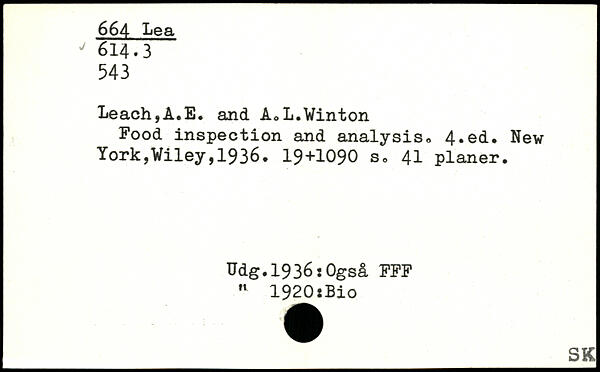 664 Lea
614.3
543
Leach,A.E. and A.L.Winton
Food inspection and analysis. 4.ed. New
York,Wiley,1936. 19+1090 s. 41 planer.
Udg.1936:Også FFF
" 1920:Bio
SK